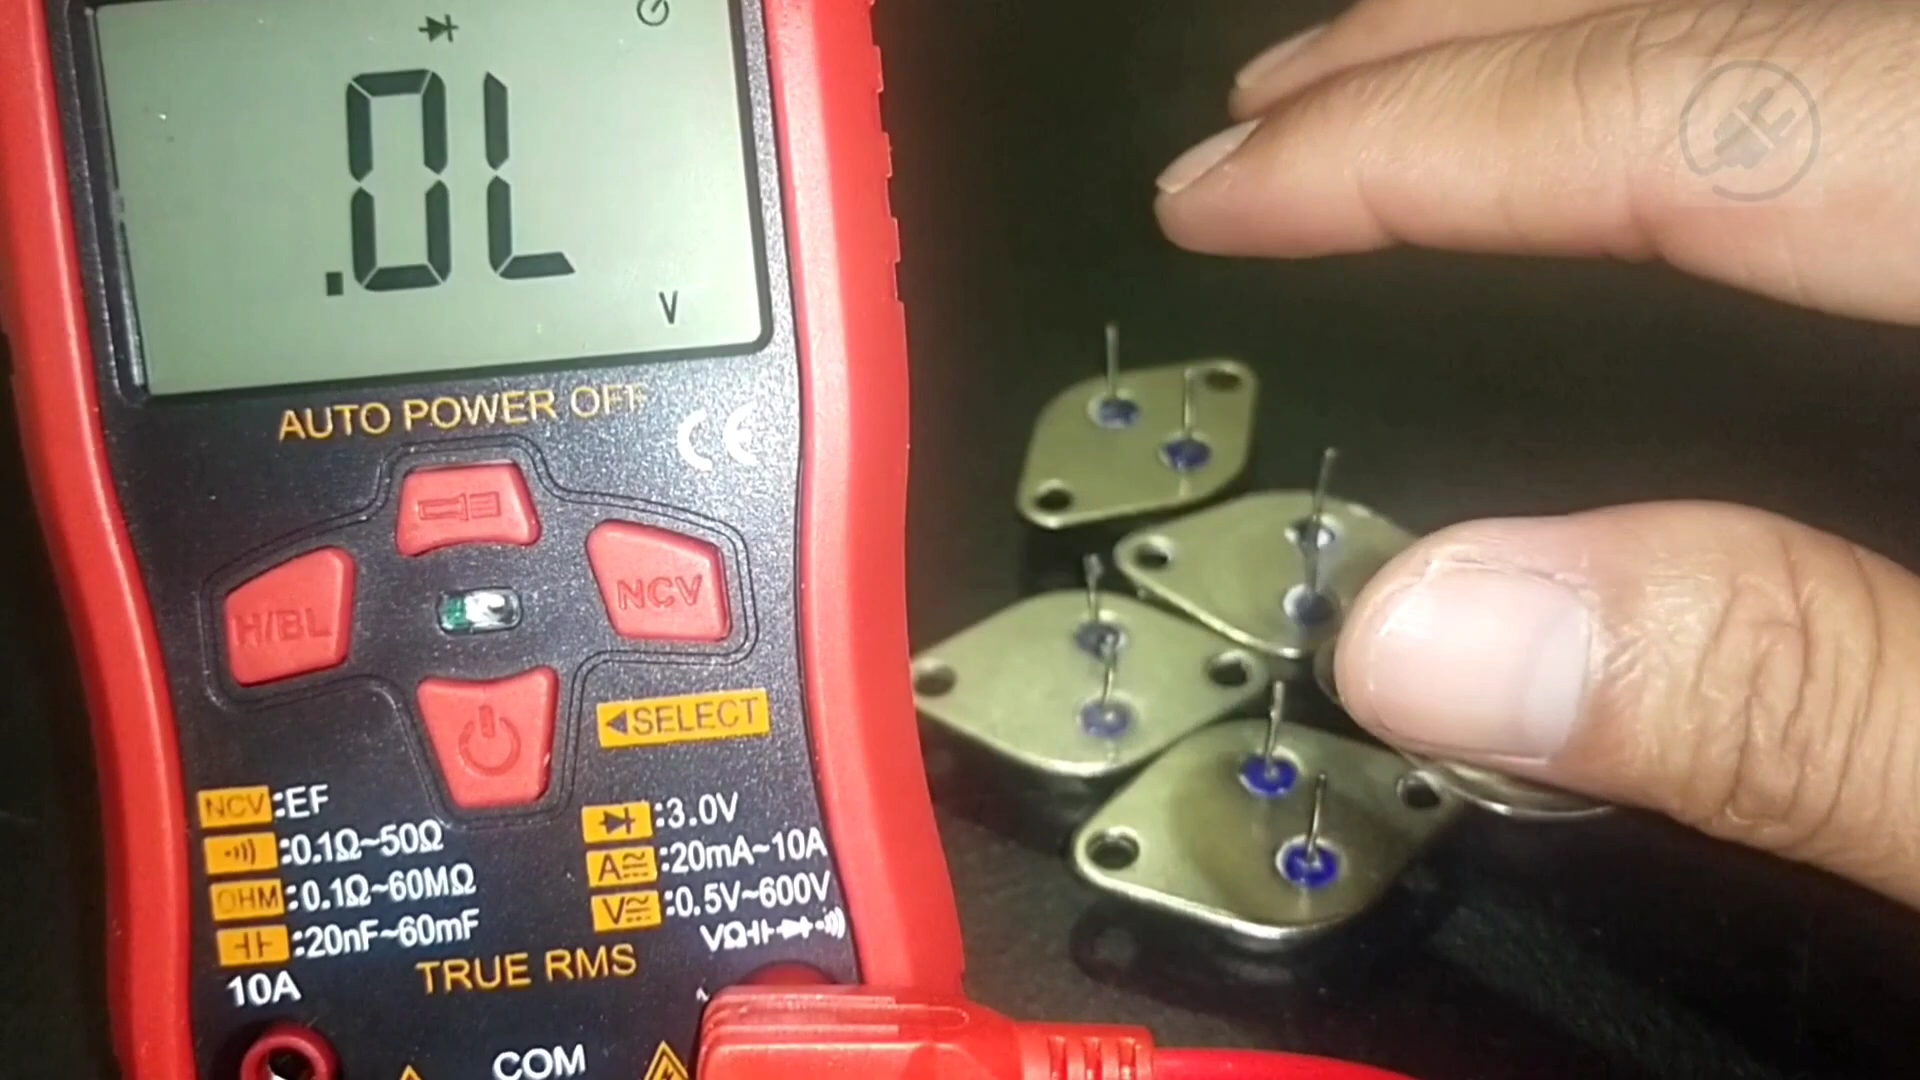 .0L
V
AUTO POWER OFF
CE
H/BL
NCV
SELECT
NCV:EF
:0.1Ω~50Ω
OHM:0.1Ω~60MΩ
:20nF~60mF
:3.0V
A:20mA~10A
V:0.5V~600V
VΩ
TRUE RMS
10A
COM